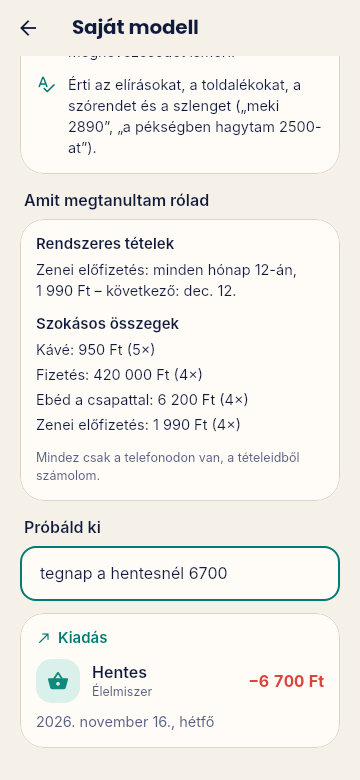 Saját modell
Érti az elírásokat, a toldalékokat, a
szórendet és a szlenget („meki
2890”, „a pékségben hagytam 2500-
at”).
Amit megtanultam rólad
Rendszeres tételek
Zenei előfizetés: minden hónap 12-án,
1 990 Ft – következő: dec. 12.
Szokásos összegek
Kávé: 950 Ft (5×)
Fizetés: 420 000 Ft (4×)
Ebéd a csapattal: 6 200 Ft (4×)
Zenei előfizetés: 1 990 Ft (4×)
Mindez csak a telefonodon van, a tételeidből
számolom.
Próbáld ki
tegnap a hentesnél 6700
Kiadás
Hentes
Élelmiszer
−6 700 Ft
2026. november 16., hétfő